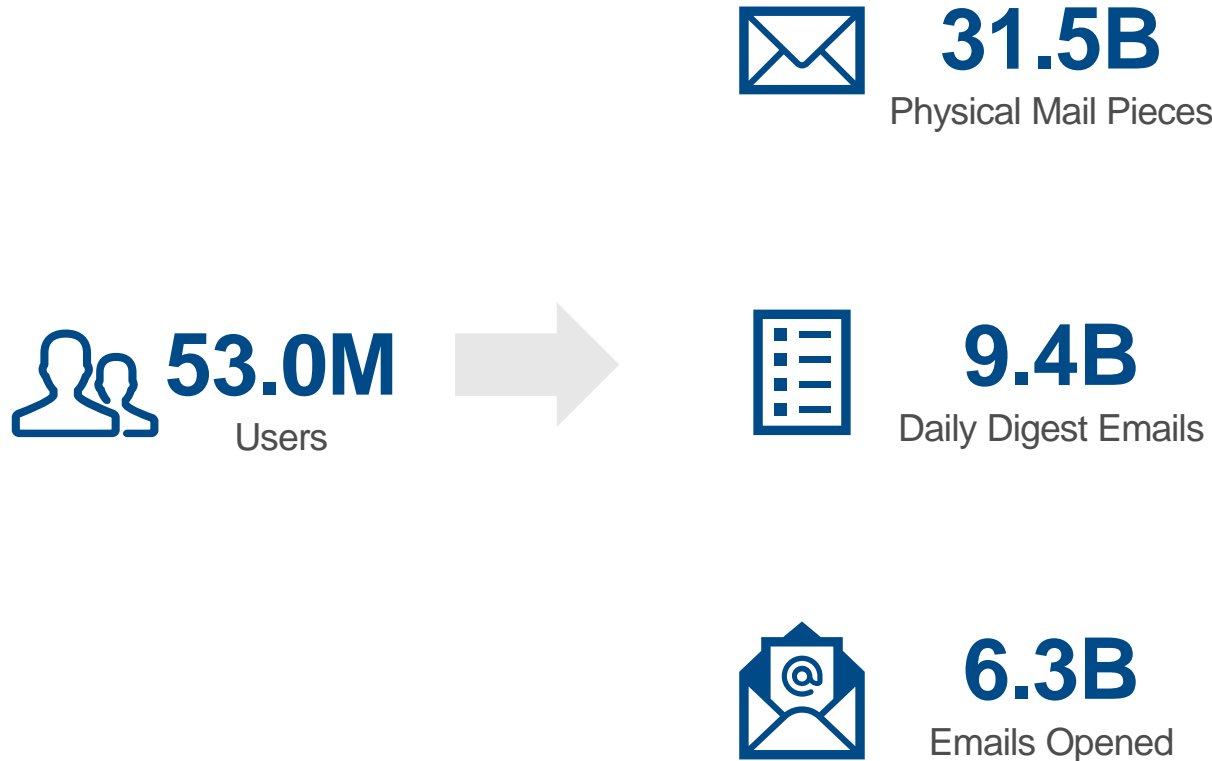 31.5B
Physical Mail Pieces
53.0M
Users
9.4B
Daily Digest Emails
@
6.3B
Emails Opened